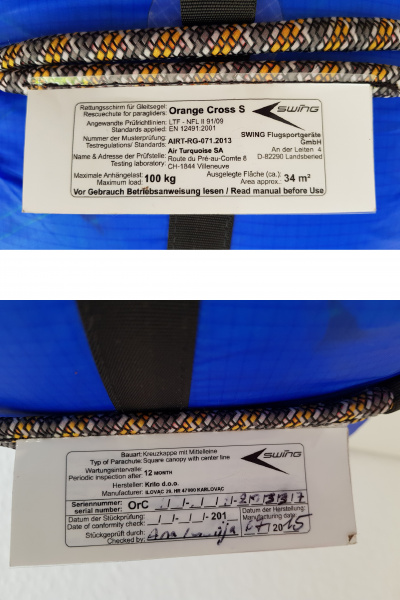 Rettungsschirm für Gleitsegel:
Rescuechute for paragliders: Orange Cross S SWING
Angewandte Prüfrichtlinien: LTF - NFL II 91/09
Standards applied: EN 12491:2001
Nummer der Musterprüfung:
Testregulations/ Standards: AIRT-RG-071.2013
Name & Adresse der Prüfstelle: Air Turquoise SA
Testing laboratory: Route du Pré-au-Comte 8
CH-1844 Villeneuve
SWING Flugsportgeräte
GmbH
An der Leiten 4
D-82290 Landsberied
Maximale Anhängelast:
Maximum load: 100 kg
Ausgelegte Fläche (ca.):
Area approx.: 34 m²
Vor Gebrauch Betriebsanweisung lesen / Read manual before Use
Bauart: Kreuzkappe mit Mittelleine
Typ of Parachute: Square canopy with center line
SWING
Wartungsintervalle:
Periodic inspection after: 12 MONTH
Hersteller: Krilo d.o.o.
Manufacturer: ILOVAC 29, HR 47000 KARLOVAC
Seriennummer:
serial number: OrC
Datum der Stückprüfung:
Date of conformity check: 201
Datum der Herstellung:
Manufacturing date: 2015
Stückgeprüft durch:
Checked by: